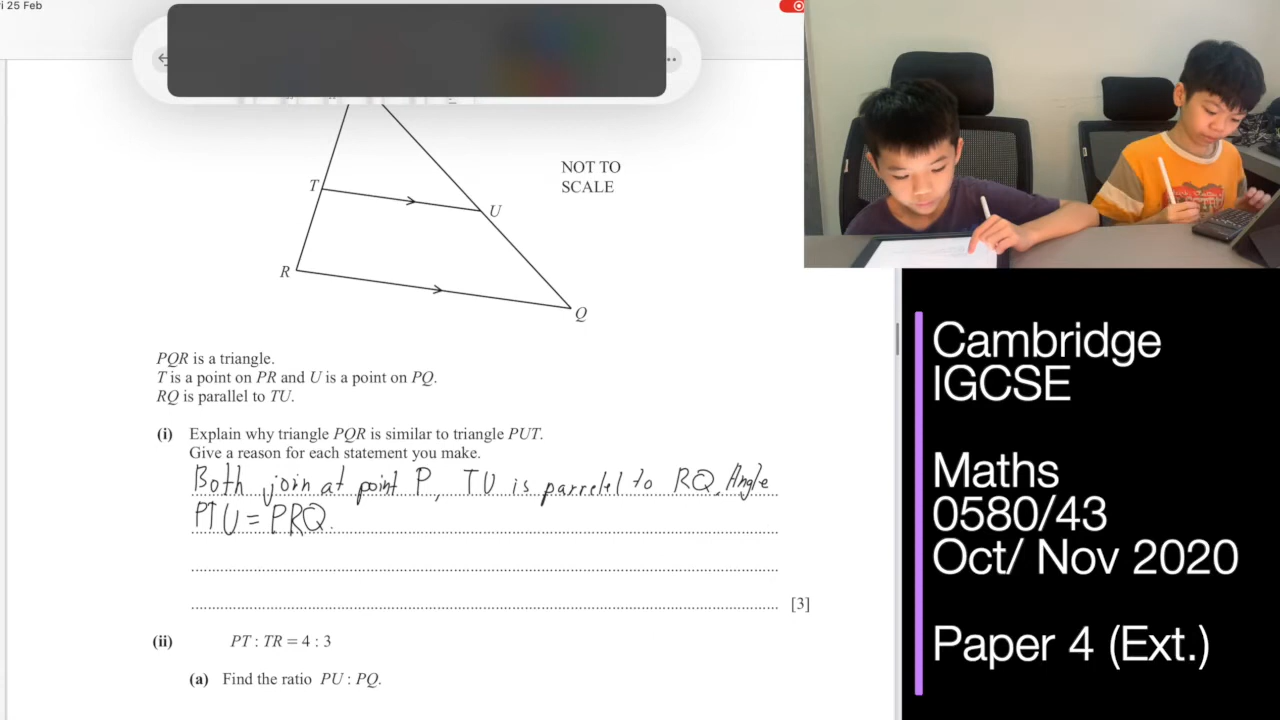 i 25 Feb
NOT TO
SCALE
T
U
R
Q
PQR is a triangle.
T is a point on PR and U is a point on PQ.
RQ is parallel to TU.
(i) Explain why triangle PQR is similar to triangle PUT.
Give a reason for each statement you make.
Both join at point P, TU is parrelel to RQ. Angle
PTU = PRQ.
[3]
(ii) PT : TR = 4 : 3
(a) Find the ratio PU : PQ.
Cambridge
IGCSE
Maths
0580/43
Oct/ Nov 2020
Paper 4 (Ext.)